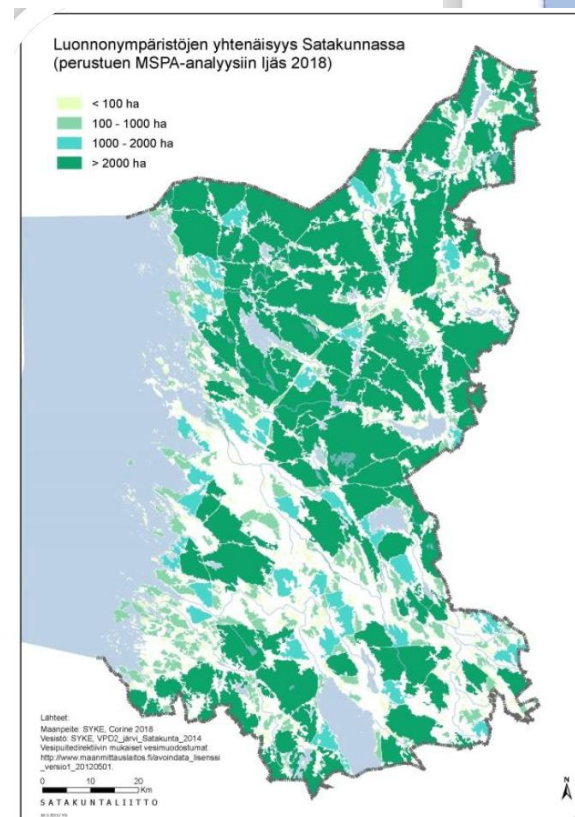 Luonnonympäristöjen yhtenäisyys Satakunnassa
(perustuen MSPA-analyysiin Ijäs 2018)
< 100 ha
100 - 1000 ha
1000 - 2000 ha
> 2000 ha
Lähteet:
Maanpeite: SYKE, Corine 2018
Vesistö: SYKE, VPD2_järvi_Satakunta_2014
Vesipuitedirektiivin mukaiset vesimuodostumat
http://www.maanmittauslaitos.fi/avoindata_lisenssi
_versio1_20120501.
0 10 20
Km
SATAKUNTALIITTO
N